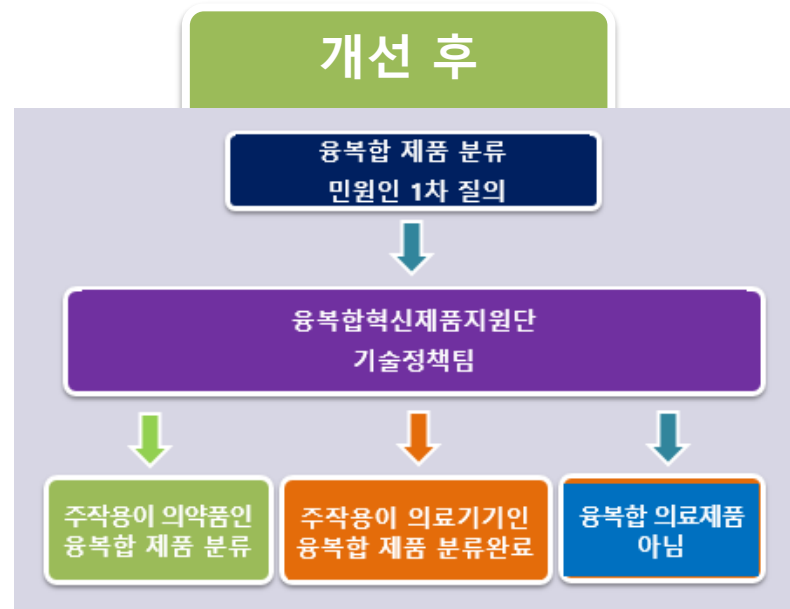 개선 후
융복합 제품 분류
민원인 1차 질의
융복합혁신제품지원단
기술정책팀
주작용이 의약품인
융복합 제품 분류
주작용이 의료기기인
융복합 제품 분류완료
융복합 의료제품
아님